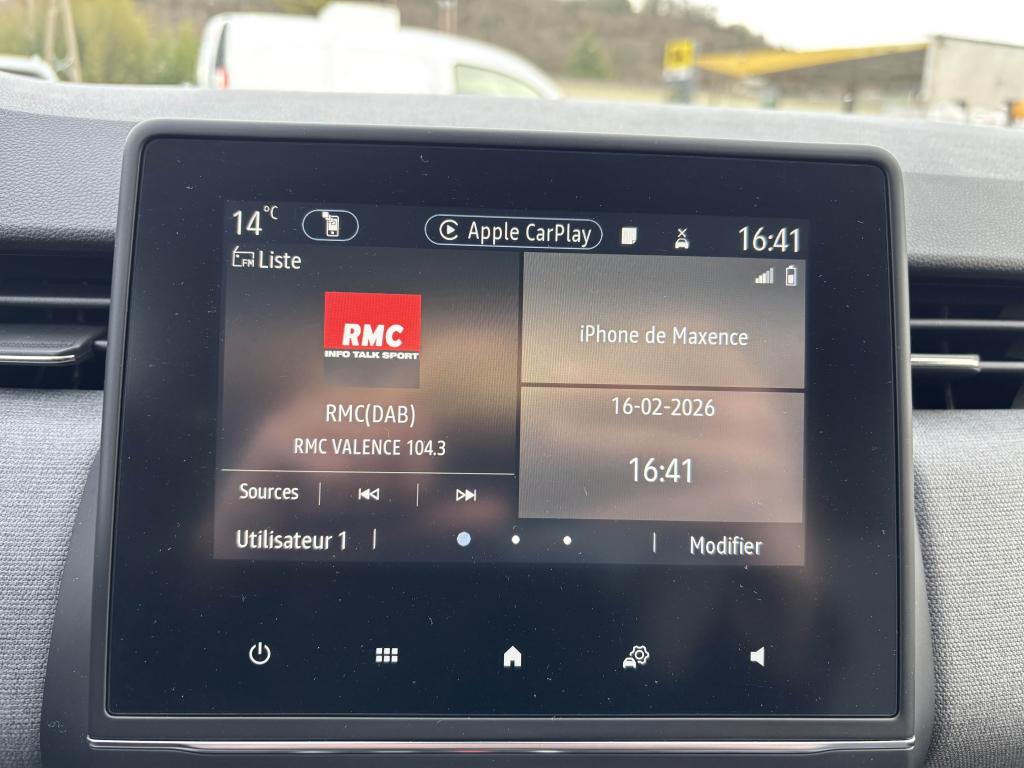 14°C
Apple CarPlay
16:41
FM Liste
RMC
INFO TALK SPORT
RMC(DAB)
RMC VALENCE 104.3
Sources
iPhone de Maxence
16-02-2026
16:41
Utilisateur 1
Modifier